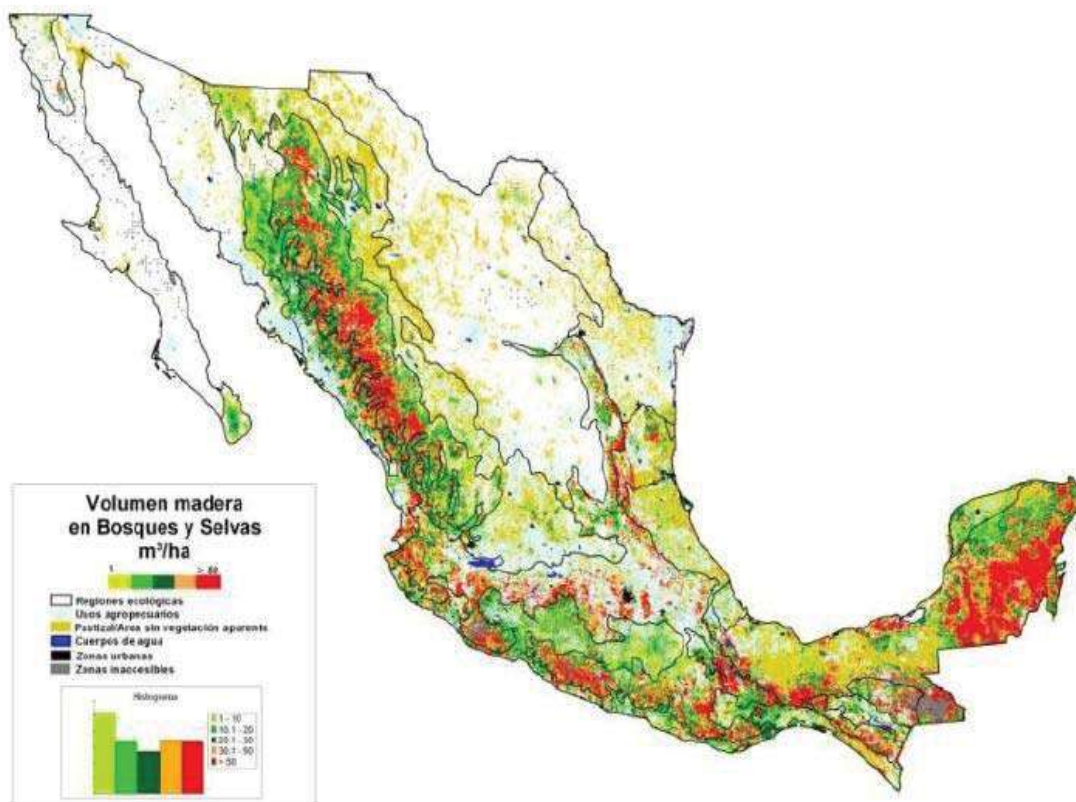 Volumen madera
en Bosques y Selvas
m³/ha
1
Regiones ecológicas
Usos agropecuarios
Pastizal/Area sin vegetación aparente
Cuerpos de agua
Zonas urbanas
Zonas inaccesibles
Histograma
1 - 10
10.1 - 20
20.1 - 30
30.1 - 50
> 50